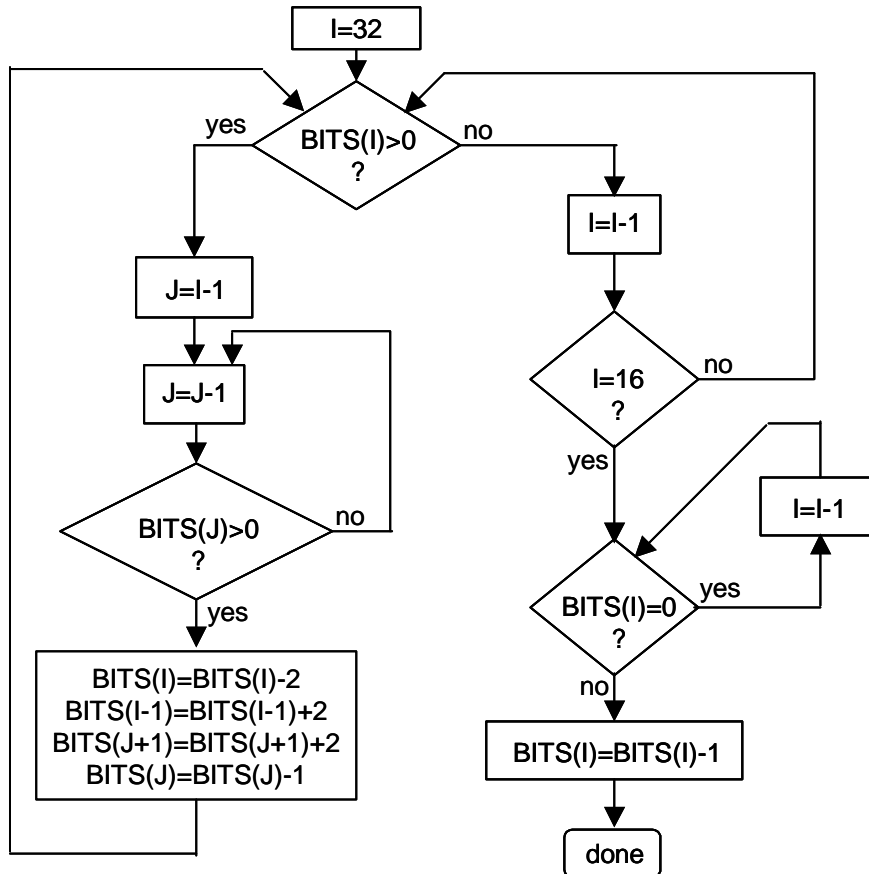 I=32
BITS(I)>0
?
yes
no
I=I-1
J=I-1
J=J-1
I=16
?
no
yes
BITS(J)>0
?
no
yes
I=I-1
BITS(I)=0
?
yes
no
BITS(I)=BITS(I)-2
BITS(I-1)=BITS(I-1)+2
BITS(J+1)=BITS(J+1)+2
BITS(J)=BITS(J)-1
BITS(I)=BITS(I)-1
done